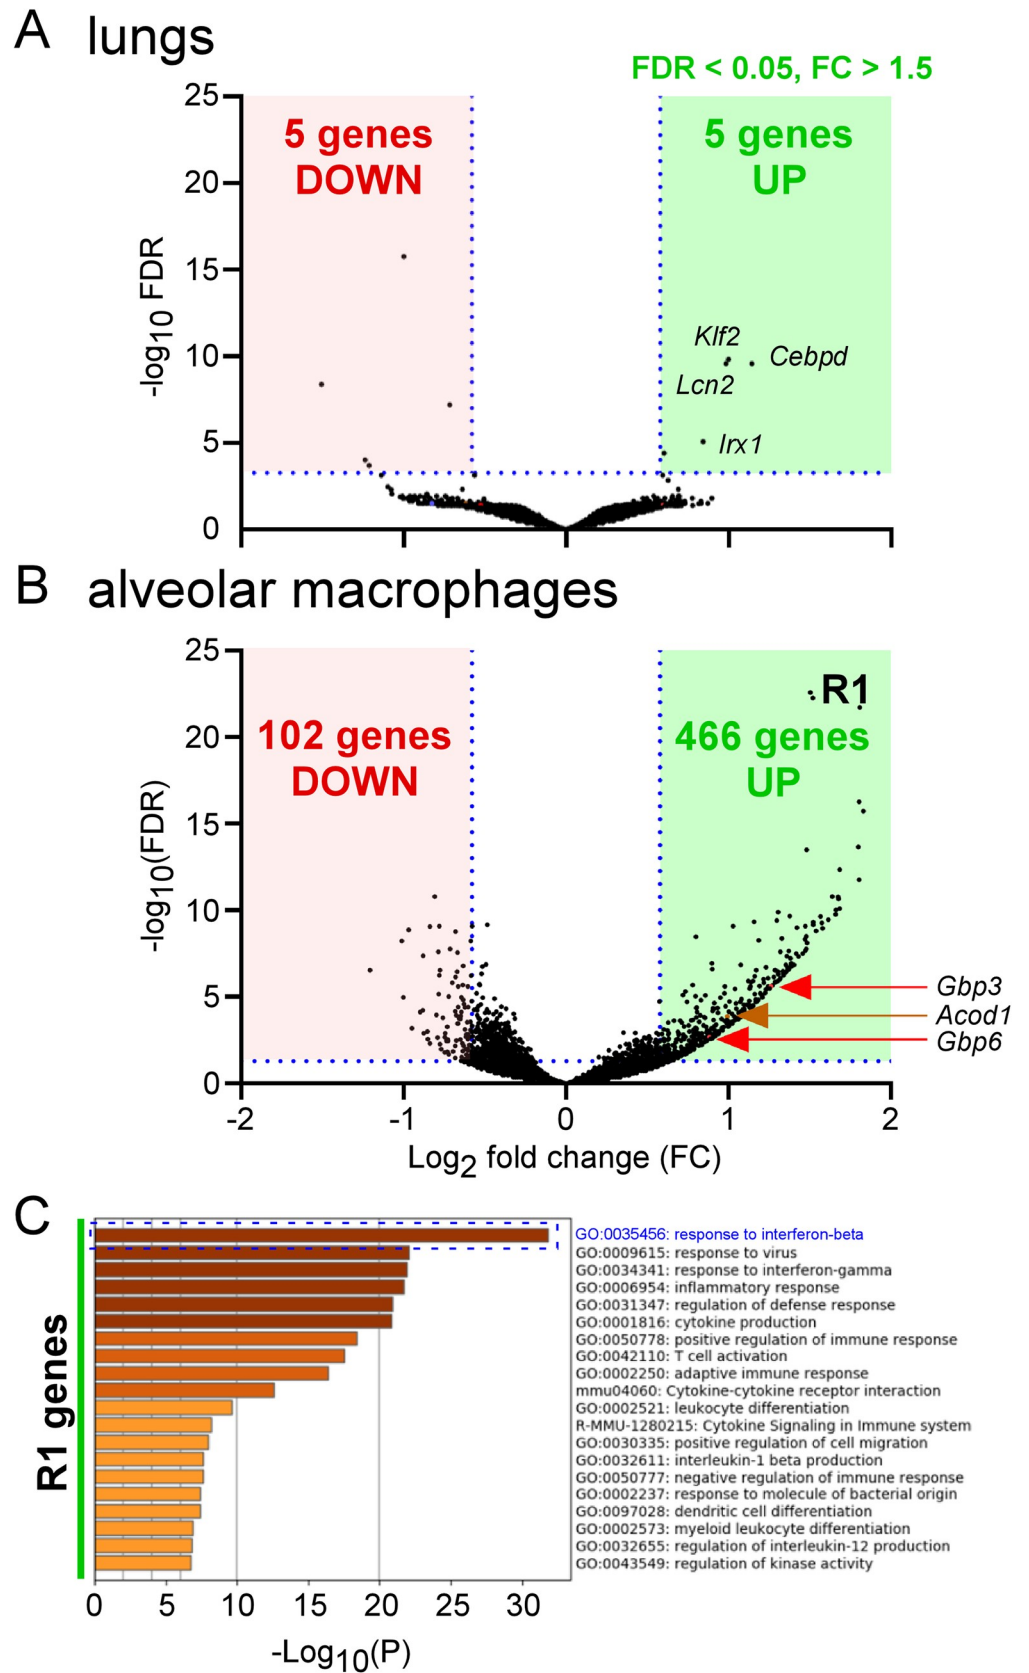 A lungs
FDR < 0.05, FC > 1.5
5 genes
DOWN
5 genes
UP
25
20
15
10
5
0
-log10 FDR
Klf2
Cebpd
Lcn2
Irx1
B alveolar macrophages
R1
102 genes
DOWN
466 genes
UP
25
20
15
10
5
0
-log10(FDR)
Gbp3
Acod1
Gbp6
-2 -1 0 1 2
Log2 fold change (FC)
C
R1 genes
GO:0035456: response to interferon-beta
GO:0009615: response to virus
GO:0034341: response to interferon-gamma
GO:0006954: inflammatory response
GO:0031347: regulation of defense response
GO:0001816: cytokine production
GO:0050778: positive regulation of immune response
GO:0042110: T cell activation
GO:0002250: adaptive immune response
mmu04060: Cytokine-cytokine receptor interaction
GO:0002521: leukocyte differentiation
R-MMU-1280215: Cytokine Signaling in Immune system
GO:0030335: positive regulation of cell migration
GO:0032611: interleukin-1 beta production
GO:0050777: negative regulation of immune response
GO:0002237: response to molecule of bacterial origin
GO:0097028: dendritic cell differentiation
GO:0002573: myeloid leukocyte differentiation
GO:0032655: regulation of interleukin-12 production
GO:0043549: regulation of kinase activity
0 5 10 15 20 25 30
-Log10(P)